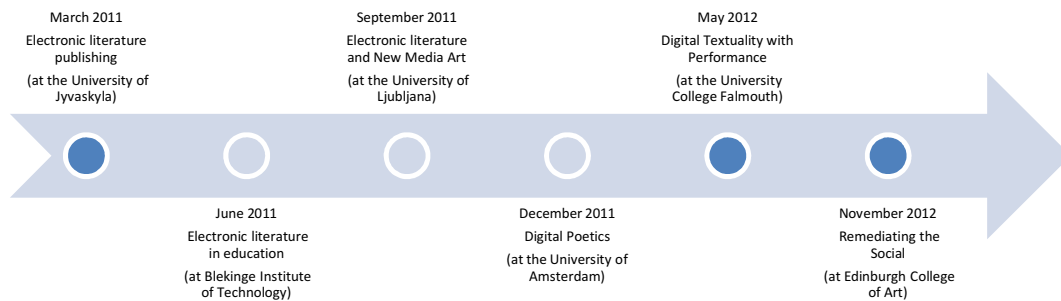 March 2011
Electronic literature
publishing
(at the University of
Jyvaskyla)
June 2011
Electronic literature
in education
(at Blekinge Institute
of Technology)
September 2011
Electronic literature
and New Media Art
(at the University of
Ljubljana)
December 2011
Digital Poetics
(at the University of
Amsterdam)
May 2012
Digital Textuality with
Performance
(at the University
College Falmouth)
November 2012
Remediating the
Social
(at Edinburgh College
of Art)